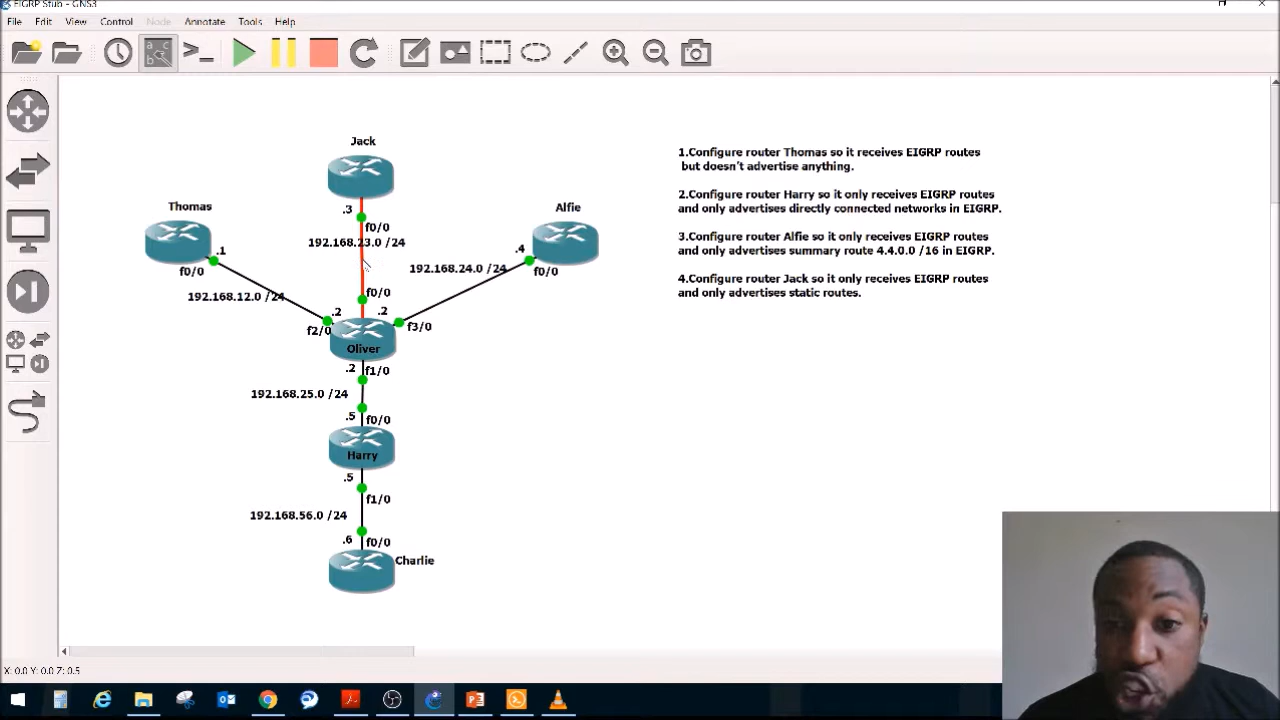 EIGRP Stub - GNS3
File Edit View Control Node Annotate Tools Help
Jack
.3
f0/0
192.168.23.0 /24
Thomas
.1
f0/0
192.168.12.0 /24
Alfie
.4
f0/0
192.168.24.0 /24
f0/0
.2
.2
f2/0
f3/0
Oliver
.2
f1/0
192.168.25.0 /24
.5
f0/0
Harry
.5
f1/0
192.168.56.0 /24
.6
f0/0
Charlie
1.Configure router Thomas so it receives EIGRP routes
but doesn't advertise anything.
2.Configure router Harry so it only receives EIGRP routes
and only advertises directly connected networks in EIGRP.
3.Configure router Alfie so it only receives EIGRP routes
and only advertises summary route 4.4.0.0 /16 in EIGRP.
4.Configure router Jack so it only receives EIGRP routes
and only advertises static routes.
X: 0.0 Y: 0.0 Z: 0.5